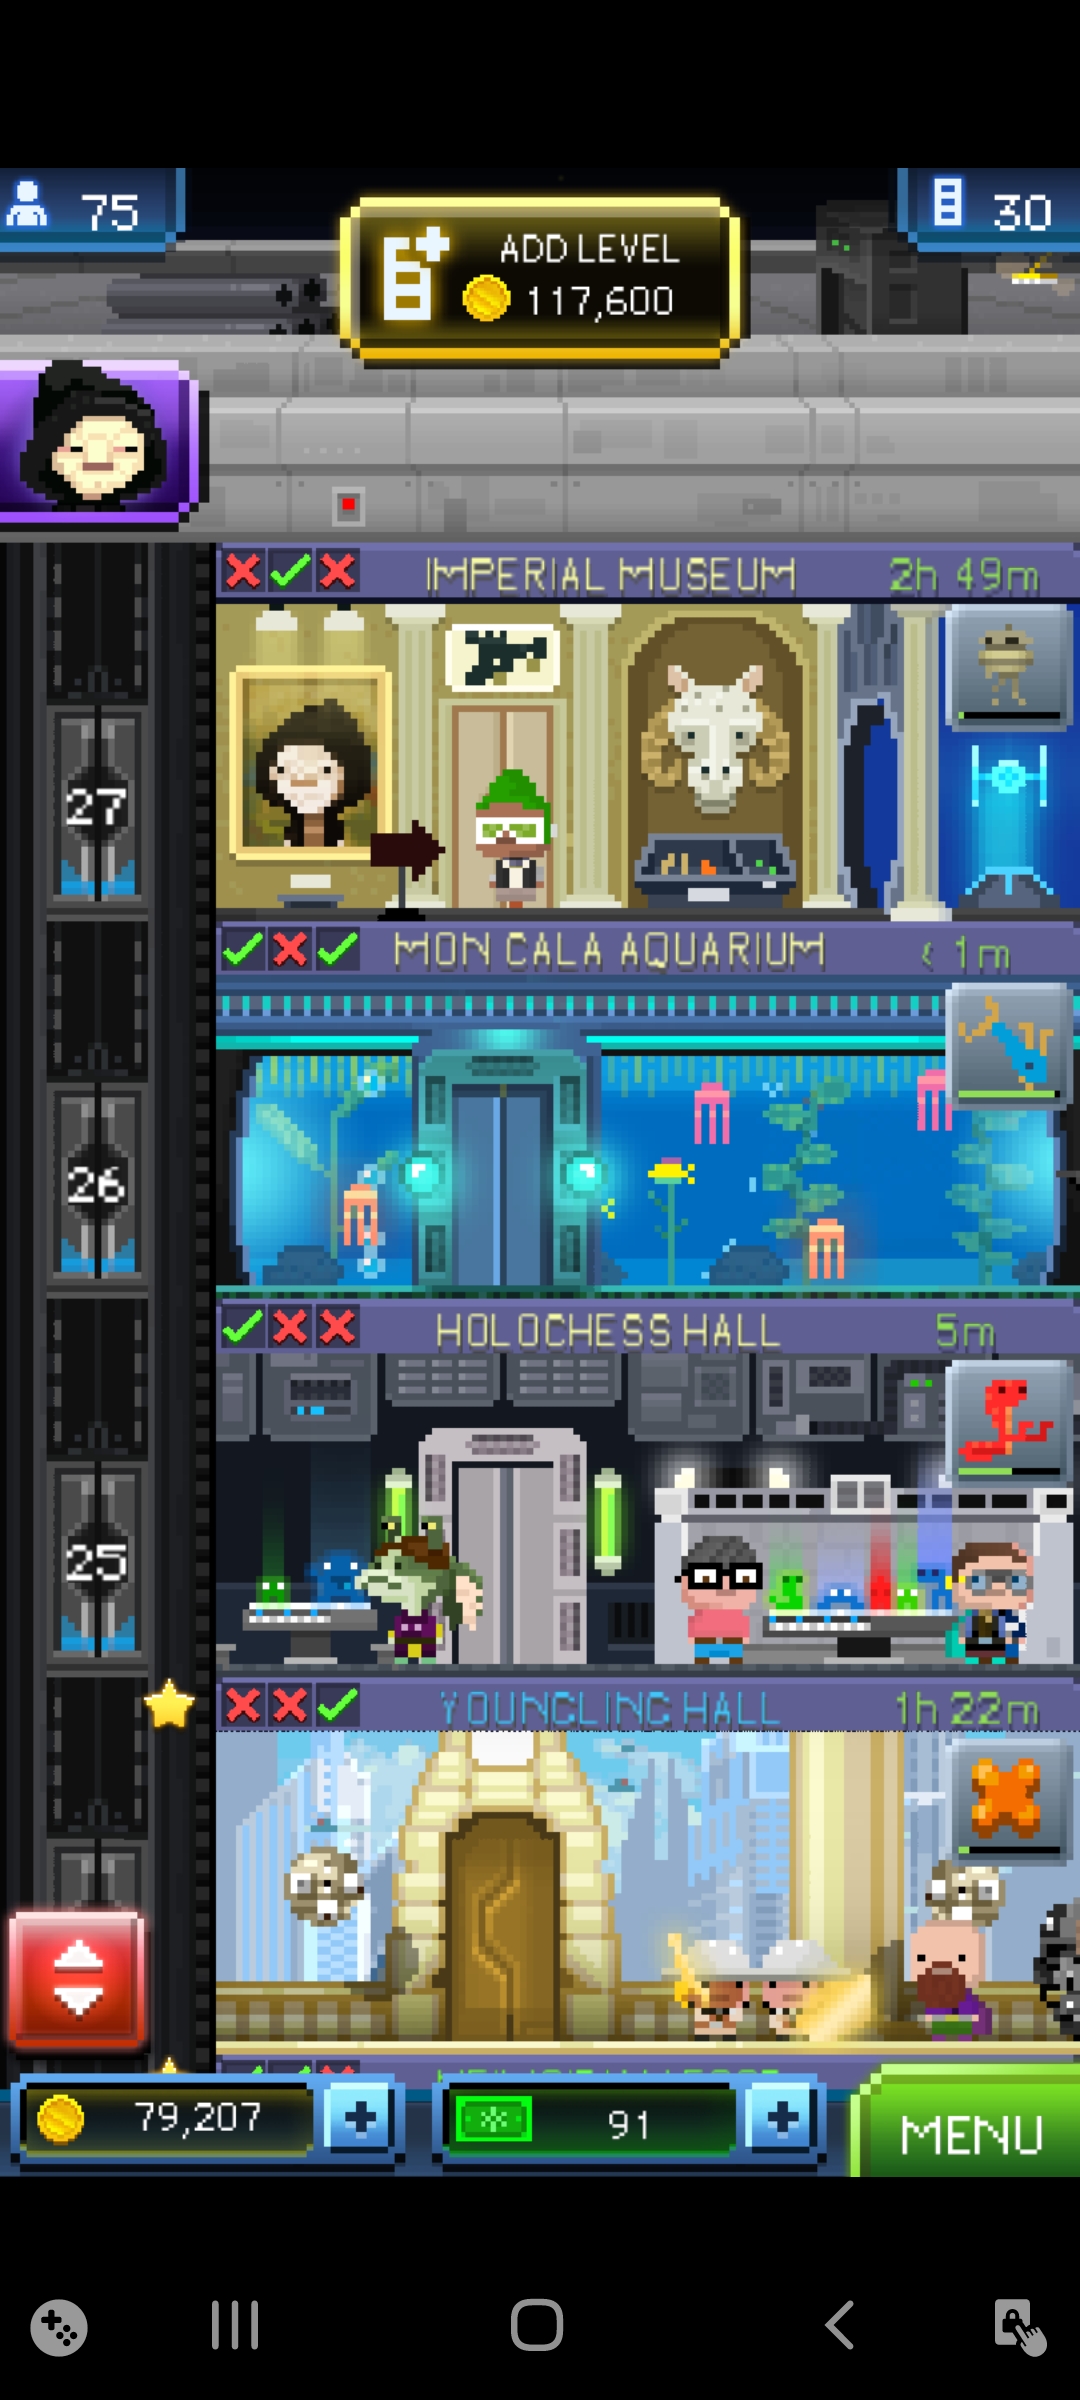 75
ADD LEVEL
117,600
30
IMPERIAL MUSEUM
2h 49m
27
MON CALA AQUARIUM
< 1m
26
HOLOCHESS HALL
5m
25
YOUNGLING HALL
1h 22m
79,207
91
MENU